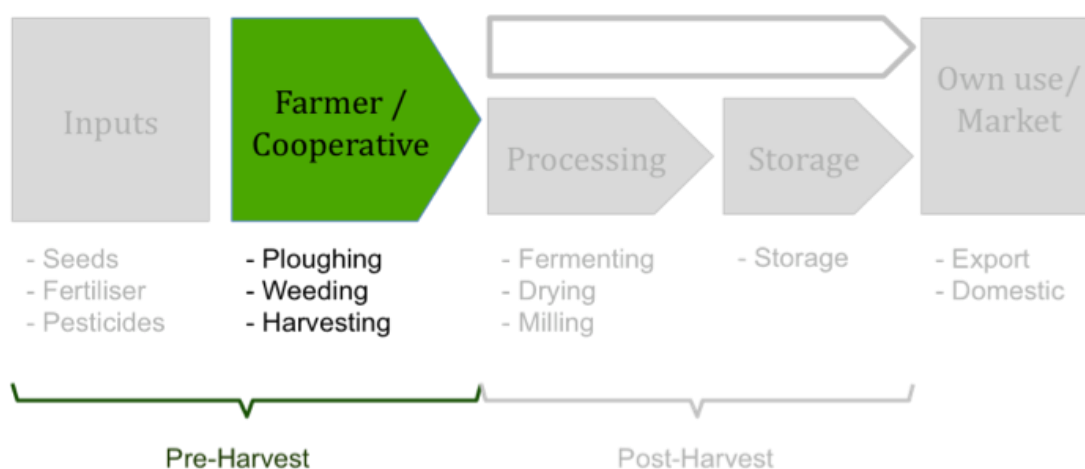 Inputs
- Seeds
- Fertiliser
- Pesticides
Farmer /
Cooperative
- Ploughing
- Weeding
- Harvesting
Processing
- Fermenting
- Drying
- Milling
Storage
- Storage
Own use/
Market
- Export
- Domestic
Pre-Harvest
Post-Harvest